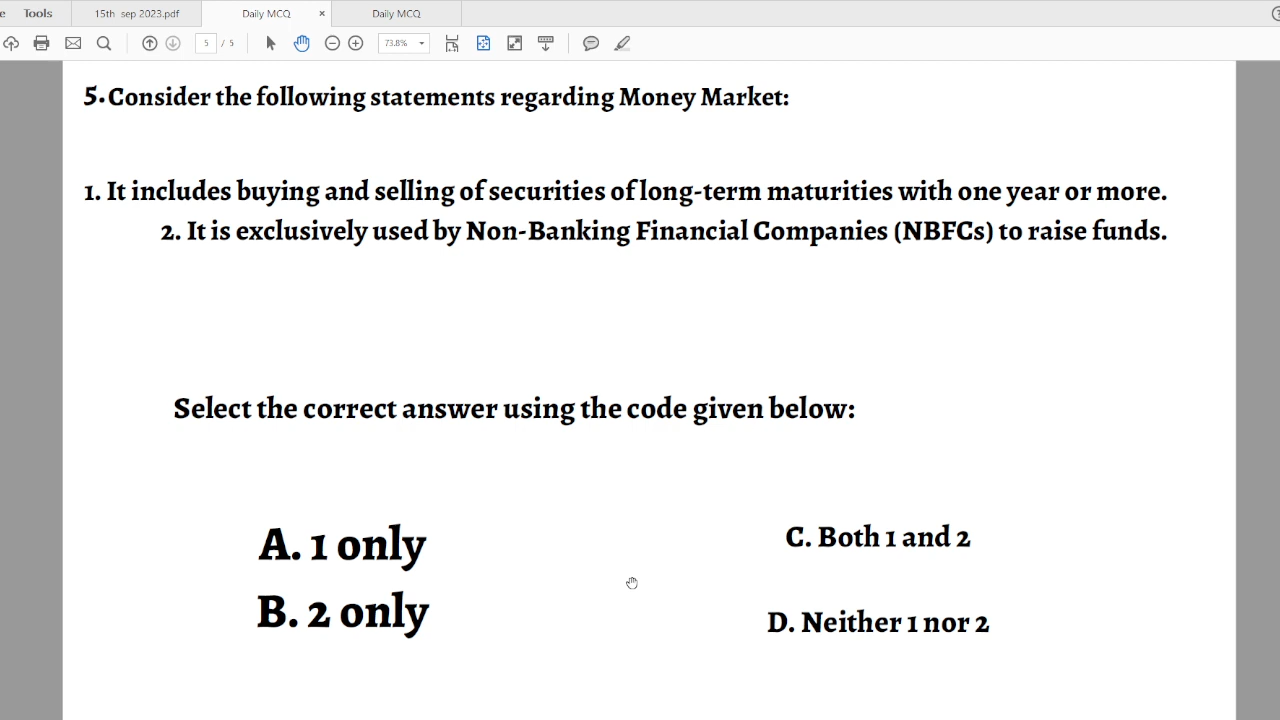 e Tools 15th sep 2023.pdf Daily MCQ × Daily MCQ
5 / 5 73.8%
5. Consider the following statements regarding Money Market:
1. It includes buying and selling of securities of long-term maturities with one year or more.
2. It is exclusively used by Non-Banking Financial Companies (NBFCs) to raise funds.
Select the correct answer using the code given below:
A. 1 only
C. Both 1 and 2
B. 2 only
D. Neither 1 nor 2